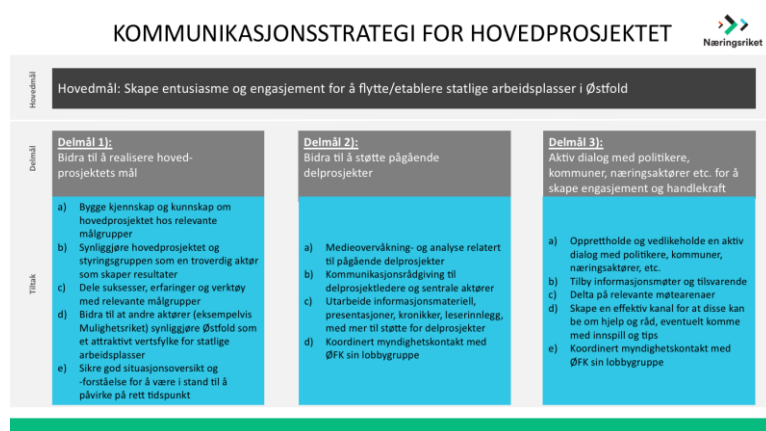 KOMMUNIKASJONSSTRATEGI FOR HOVEDPROSJEKTET
Næringsriket
Hovedmål
Hovedmål: Skape entusiasme og engasjement for å flytte/etablere statlige arbeidsplasser i Østfold
Delmål
Delmål 1):
Bidra til å realisere hoved-
prosjektets mål
Delmål 2):
Bidra til å støtte pågående
delprosjekter
Delmål 3):
Aktiv dialog med politikere,
kommuner, næringsaktører etc. for å
skape engasjement og handlekraft
Tiltak
a) Bygge kjennskap og kunnskap om
hovedprosjektet hos relevante
målgrupper
b) Synliggjøre hovedprosjektet og
styringsgruppen som en troverdig aktør
som skaper resultater
c) Dele suksesser, erfaringer og verktøy
med relevante målgrupper
d) Bidra til at andre aktører (eksempelvis
Mulighetsriket) synliggjøre Østfold som
et attraktivt vertsfylke for statlige
arbeidsplasser
e) Sikre god situasjonsoversikt og
-forståelse for å være i stand til å
påvirke på rett tidspunkt
a) Medieovervåkning- og analyse relatert
til pågående delprosjekter
b) Kommunikasjonsrådgiving til
delprosjektledere og sentrale aktører
c) Utarbeide informasjonsmateriell,
presentasjoner, kronikker, leserinnlegg,
med mer til støtte for delprosjekter
d) Koordinert myndighetskontakt med
ØFK sin lobbygruppe
a) Opprettholde og vedlikeholde en aktiv
dialog med politikere, kommuner,
næringsaktører, etc.
b) Tilby informasjonsmøter og tilsvarende
c) Delta på relevante møtearenaer
d) Skape en effektiv kanal for at disse kan
be om hjelp og råd, eventuelt komme
med innspill og tips
e) Koordinert myndighetskontakt med
ØFK sin lobbygruppe